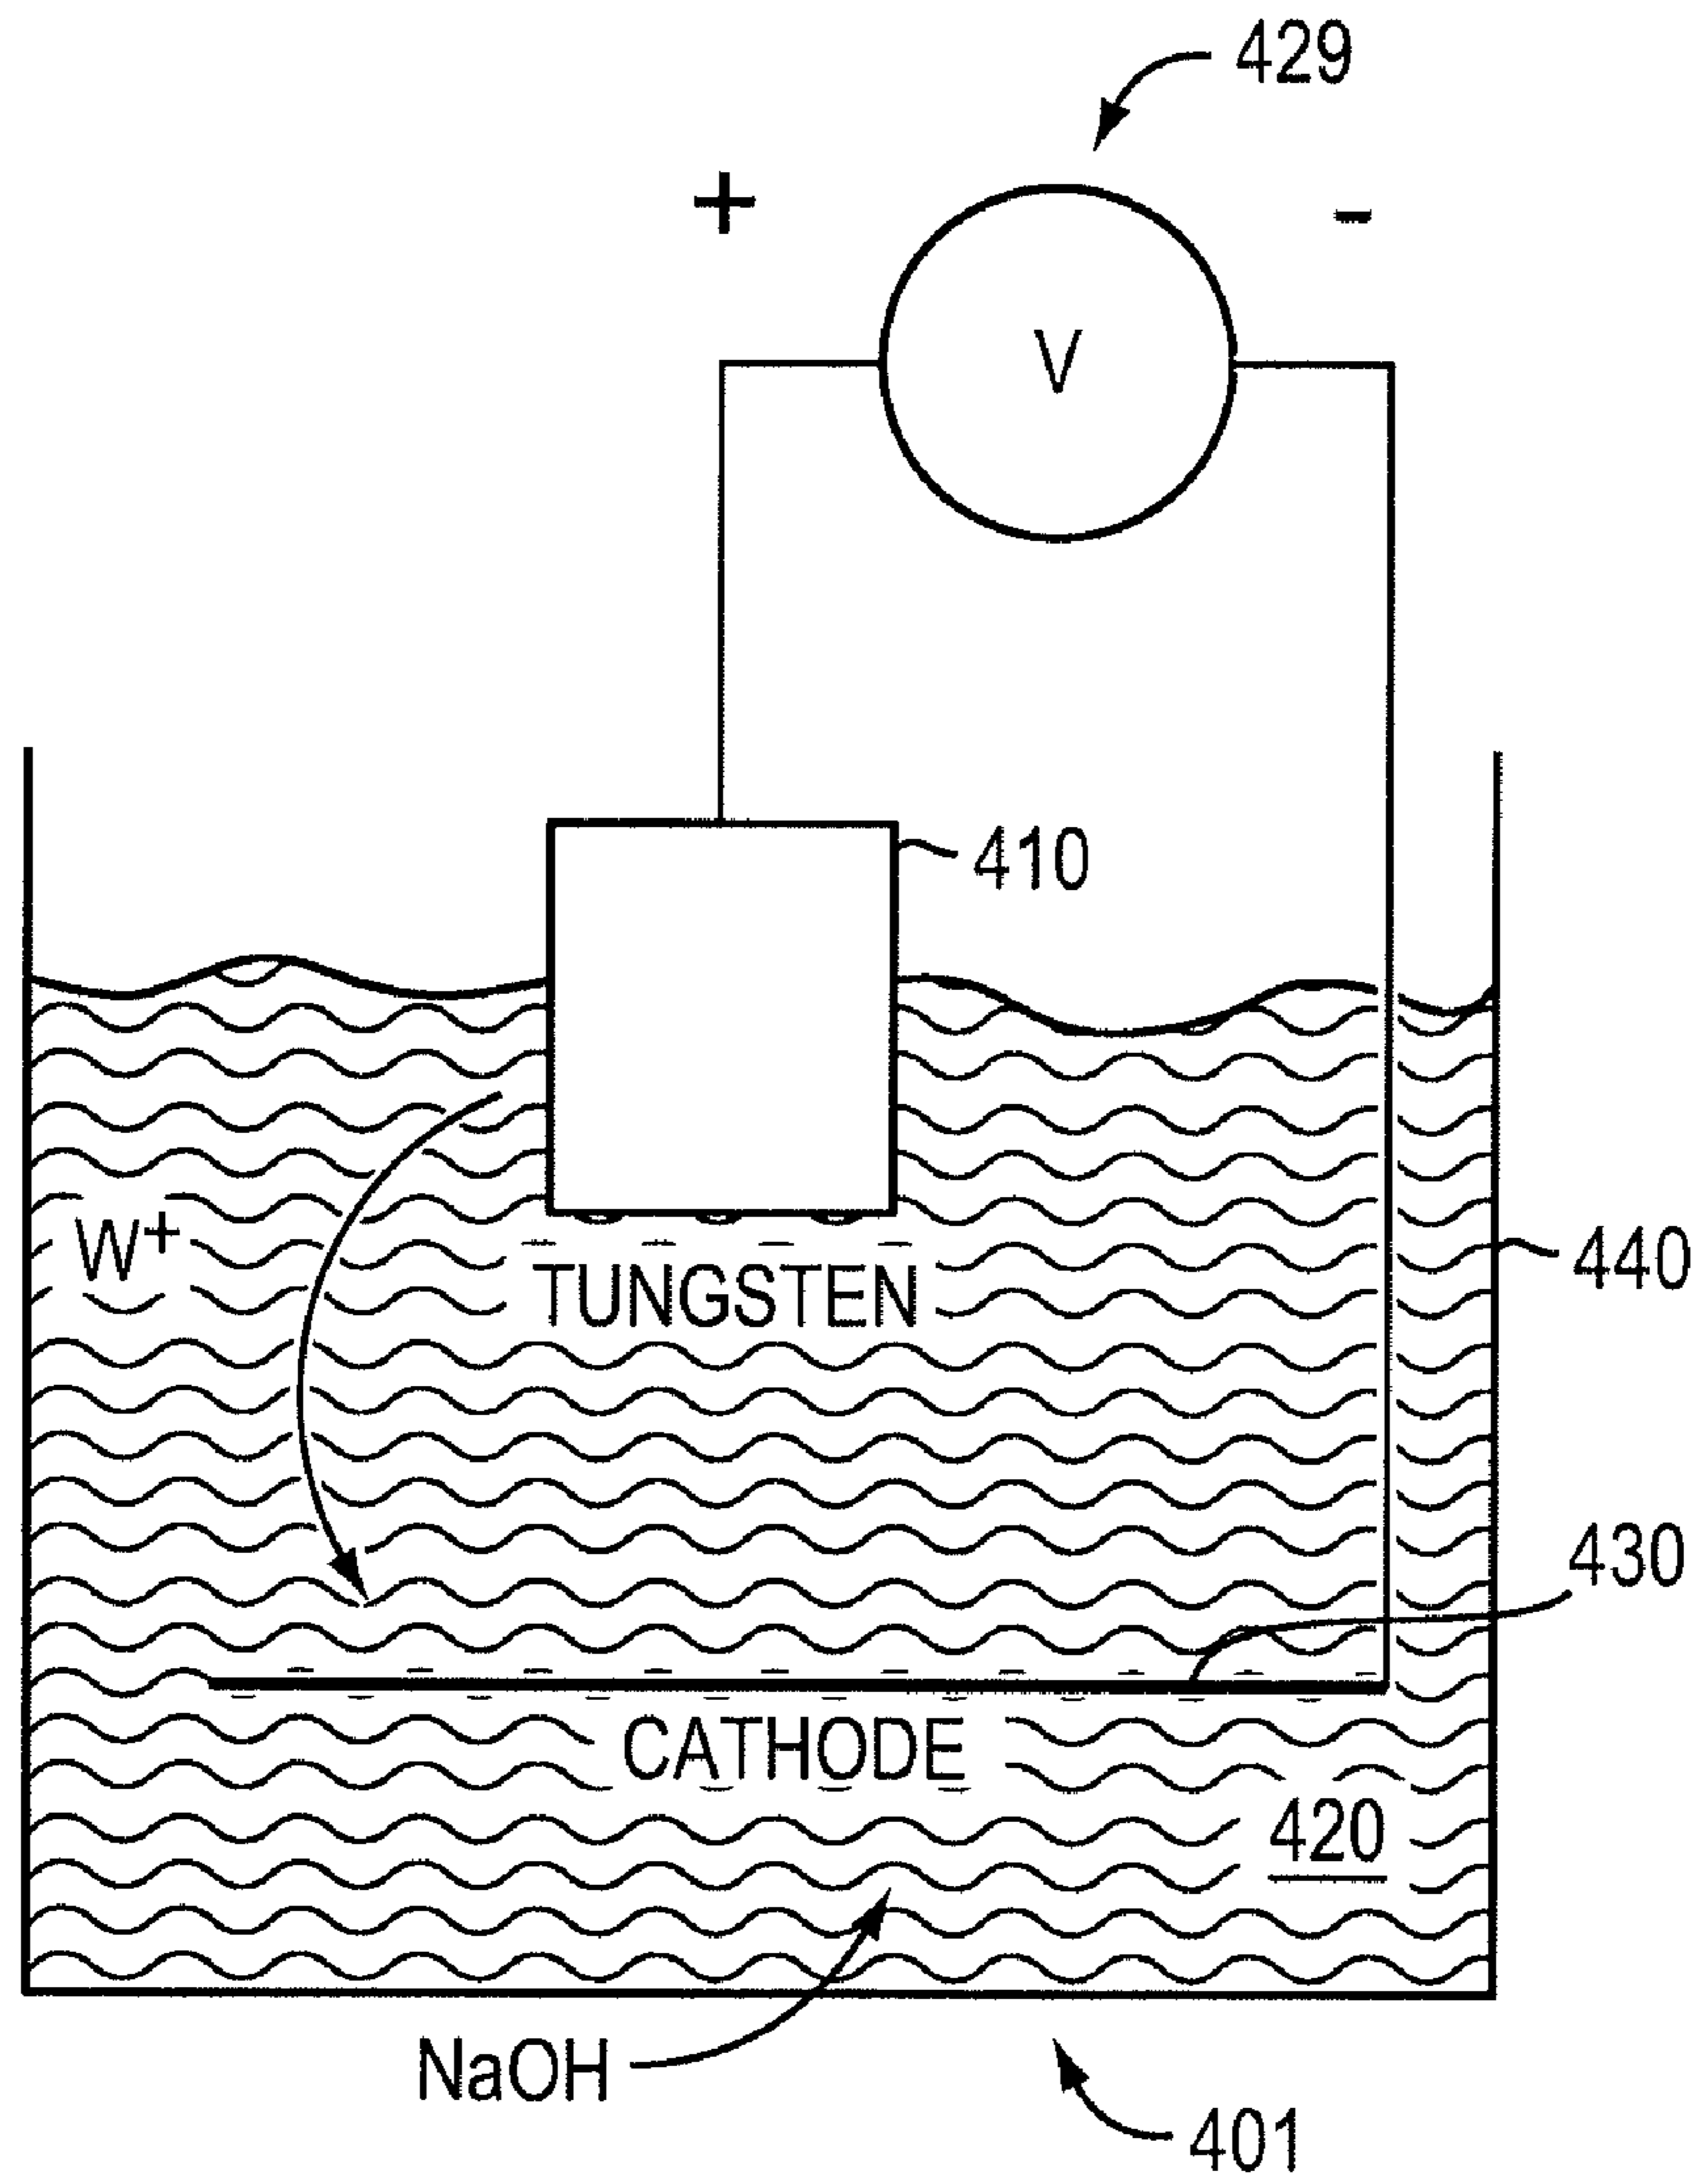 429
+ -
V
410
W+
TUNGSTEN
440
430
CATHODE
420
NaOH
401